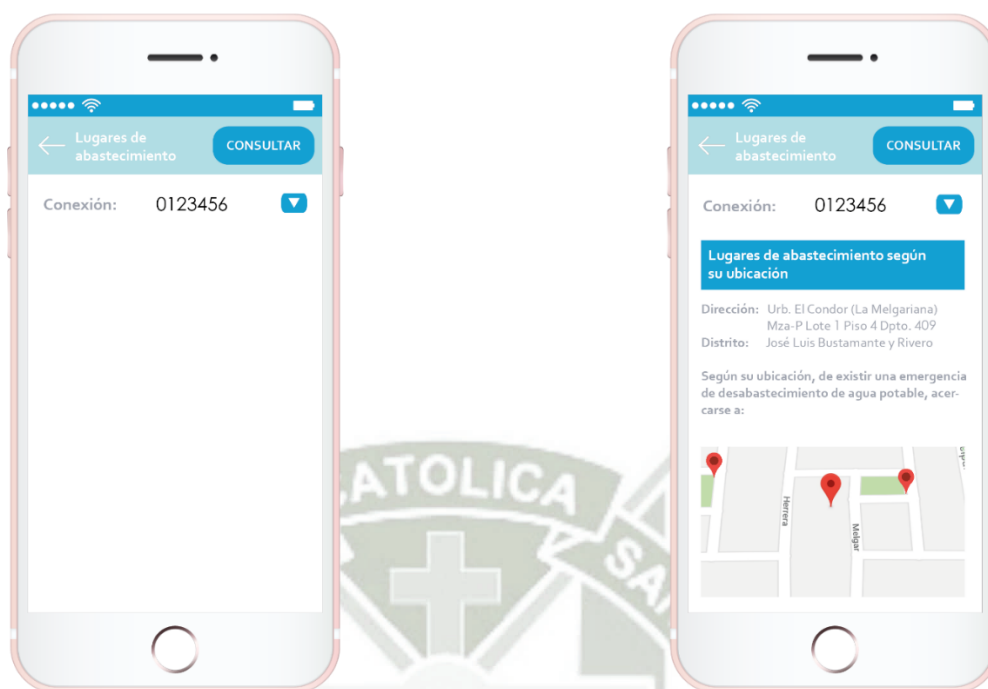 Lugares de
abastecimiento
CONSULTAR
Conexión: 0123456
Lugares de
abastecimiento
CONSULTAR
Conexión: 0123456
Lugares de abastecimiento según
su ubicación
Dirección: Urb. El Condor (La Melgariana)
Mza-P Lote 1 Piso 4 Dpto. 409
Distrito: José Luis Bustamante y Rivero
Según su ubicación, de existir una emergencia
de desabastecimiento de agua potable, acer-
carse a:
Herrera
Melgar
CATOLICA